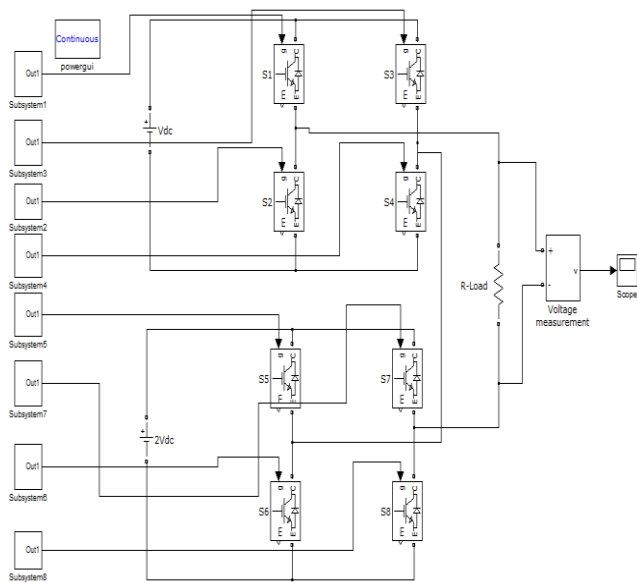 Continuous
powergui
Out1
Subsystem1
Out1
Subsystem3
Out1
Subsystem2
Out1
Subsystem4
Out1
Subsystem5
Out1
Subsystem7
Out1
Subsystem6
Out1
Subsystem8
Vdc
2Vdc
S1
g
C
E
E
S3
g
C
E
E
S2
g
C
E
E
S4
g
C
E
E
S5
g
C
E
S7
g
C
E
E
S6
g
C
E
E
S8
g
C
E
E
R-Load
+
-
v
Voltage
measurement
Scope